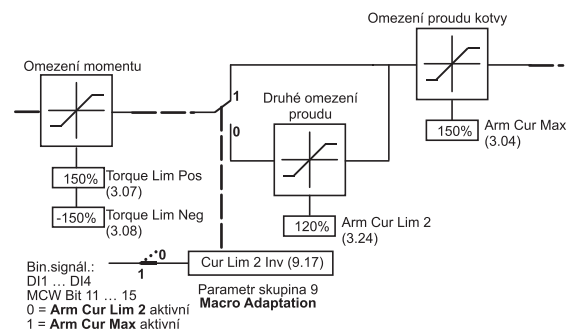 Omezení proudu kotvy
Omezení momentu
Druhé omezení
proudu
1
0
150%
Arm Cur Max
(3.04)
150%
Torque Lim Pos
(3.07)
-150%
Torque Lim Neg
(3.08)
120%
Arm Cur Lim 2
(3.24)
0
1
Cur Lim 2 Inv (9.17)
Parametr skupina 9
Macro Adaptation
Bin.signál.:
DI1 ... DI4
MCW Bit 11 ... 15
0 = Arm Cur Lim 2 aktivní
1 = Arm Cur Max aktivní